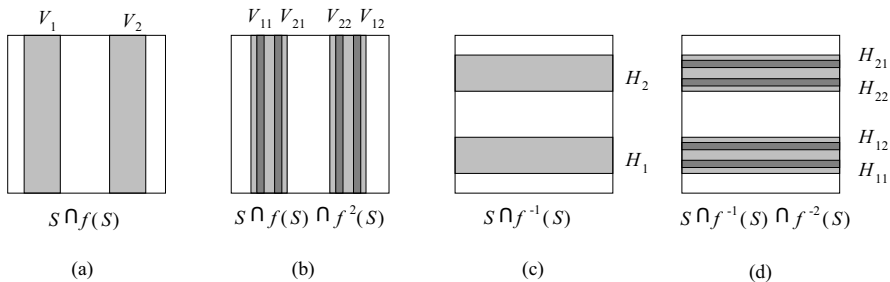 V₁ V₂
V₁₁ V₂₁ V₂₂ V₁₂
H₂
H₁
H₂₁
H₂₂
H₁₂
H₁₁
S ∩ f(S)
S ∩ f(S) ∩ f²(S)
S ∩ f⁻¹(S)
S ∩ f⁻¹(S) ∩ f⁻²(S)
(a) (b) (c) (d)